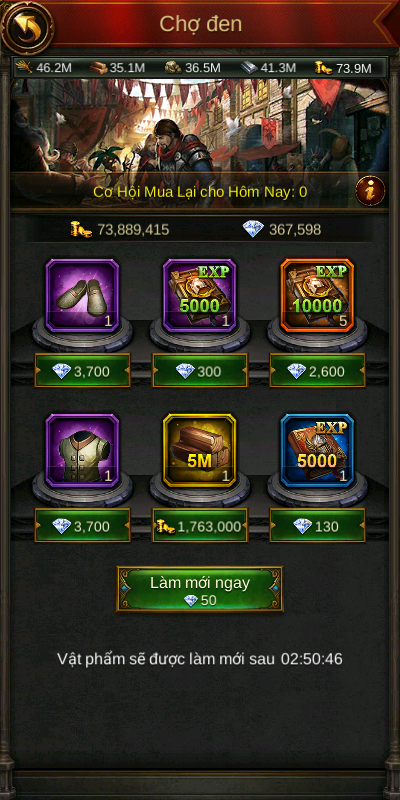 Chợ đen
46.2M 35.1M 36.5M 41.3M 73.9M
Cơ Hội Mua Lại cho Hôm Nay: 0
73,889,415 367,598
1
EXP 5000 1
EXP 10000 5
3,700 300 2,600
1
5M 1
EXP 5000 1
3,700 1,763,000 130
Làm mới ngay
50
Vật phẩm sẽ được làm mới sau 02:50:46